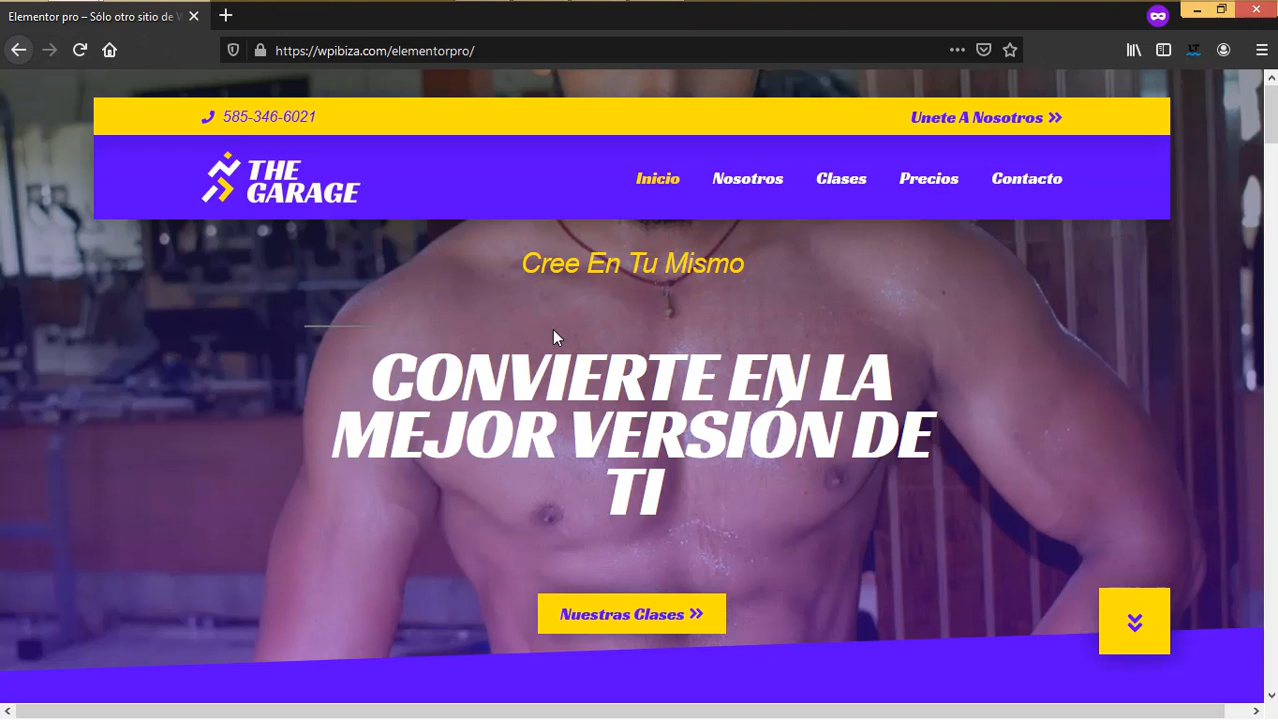 Elementor pro – Sólo otro sitio de W
https://wpibiza.com/elementorpro/
585-346-6021
Unete A Nosotros
THE GARAGE
Inicio
Nosotros
Clases
Precios
Contacto
Cree En Tu Mismo
CONVIERTE EN LA
MEJOR VERSIÓN DE
TI
Nuestras Clases